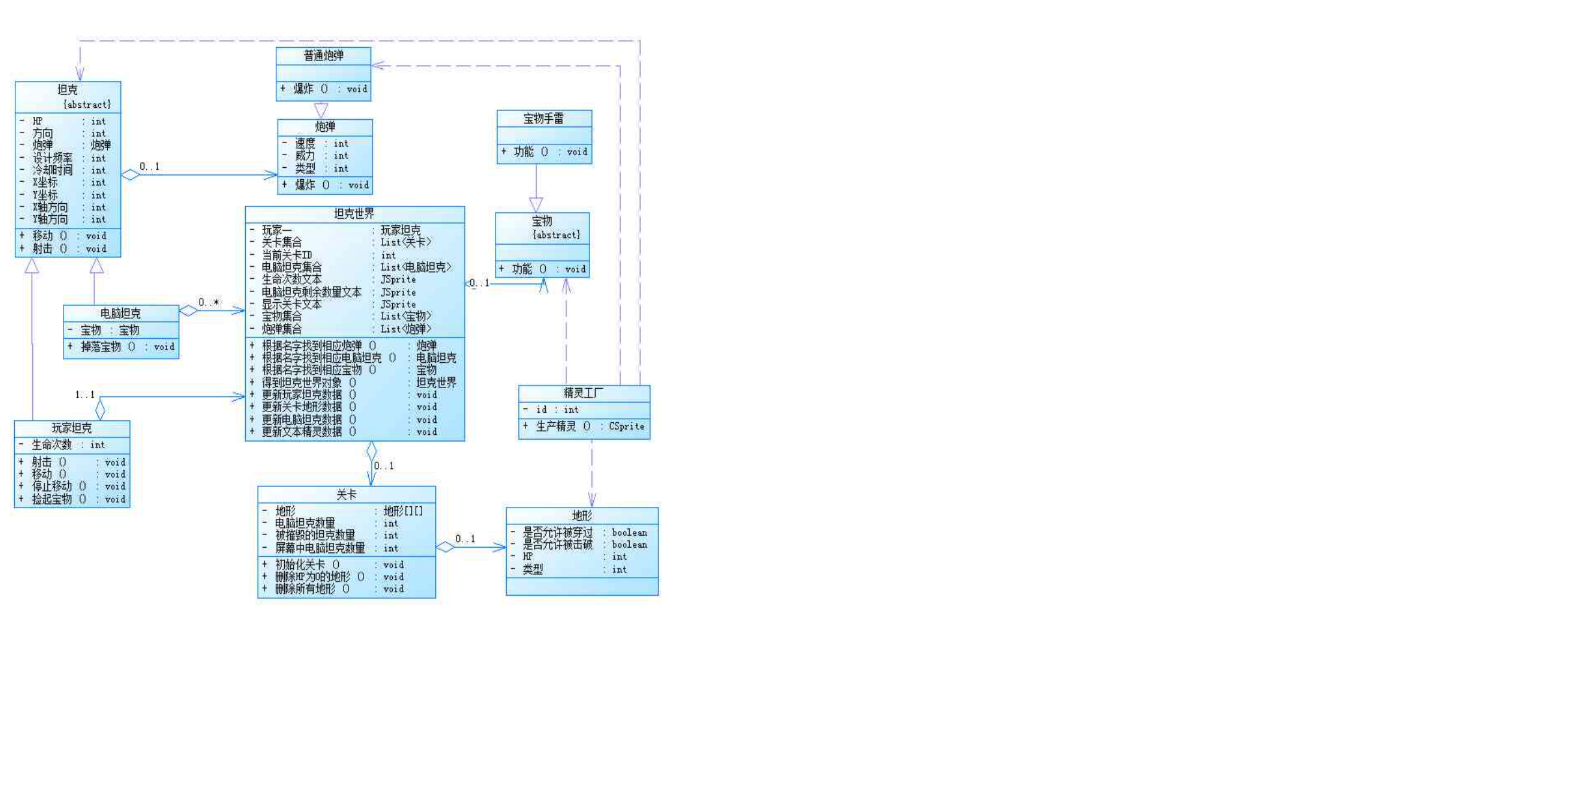 普通炮弹
+ 爆炸 () : void
坦克
{abstract}
- HP : int
- 方向 : int
- 炮弹 : 炮弹
- 设计频率 : int
- 冷却时间 : int
- X坐标 : int
- Y坐标 : int
- X轴方向 : int
- Y轴方向 : int
+ 移动 () : void
+ 射击 () : void
0..1
炮弹
- 速度 : int
- 威力 : int
- 类型 : int
+ 爆炸 () : void
宝物手雷
+ 功能 () : void
宝物
{abstract}
+ 功能 () : void
坦克世界
- 玩家一 : 玩家坦克
- 关卡集合 : List<关卡>
- 当前关卡ID : int
- 电脑坦克集合 : List<电脑坦克>
- 生命次数文本 : JSprite
- 电脑坦克剩余数量文本 : JSprite
- 显示关卡文本 : JSprite
- 宝物集合 : List<宝物>
- 炮弹集合 : List<炮弹>
+ 根据名字找到相应炮弹 () : 炮弹
+ 根据名字找到相应电脑坦克 () : 电脑坦克
+ 根据名字找到相应宝物 () : 宝物
+ 得到坦克世界对象 () : 坦克世界
+ 更新玩家坦克数据 () : void
+ 更新关卡地形数据 () : void
+ 更新电脑坦克数据 () : void
+ 更新文本精灵数据 () : void
0..1
电脑坦克
- 宝物 : 宝物
+ 掉落宝物 () : void
0..*
1..1
玩家坦克
- 生命次数 : int
+ 射击 () : void
+ 移动 () : void
+ 停止移动 () : void
+ 捡起宝物 () : void
精灵工厂
- id : int
+ 生产精灵 () : CSprite
0..1
关卡
- 地形 : 地形[][]
- 电脑坦克数量 : int
- 被摧毁的坦克数量 : int
- 屏幕中电脑坦克数量 : int
+ 初始化关卡 () : void
+ 删除HP为0的地形 () : void
+ 删除所有地形 () : void
0..1
地形
- 是否允许被穿过 : boolean
- 是否允许被击破 : boolean
- HP : int
- 类型 : int